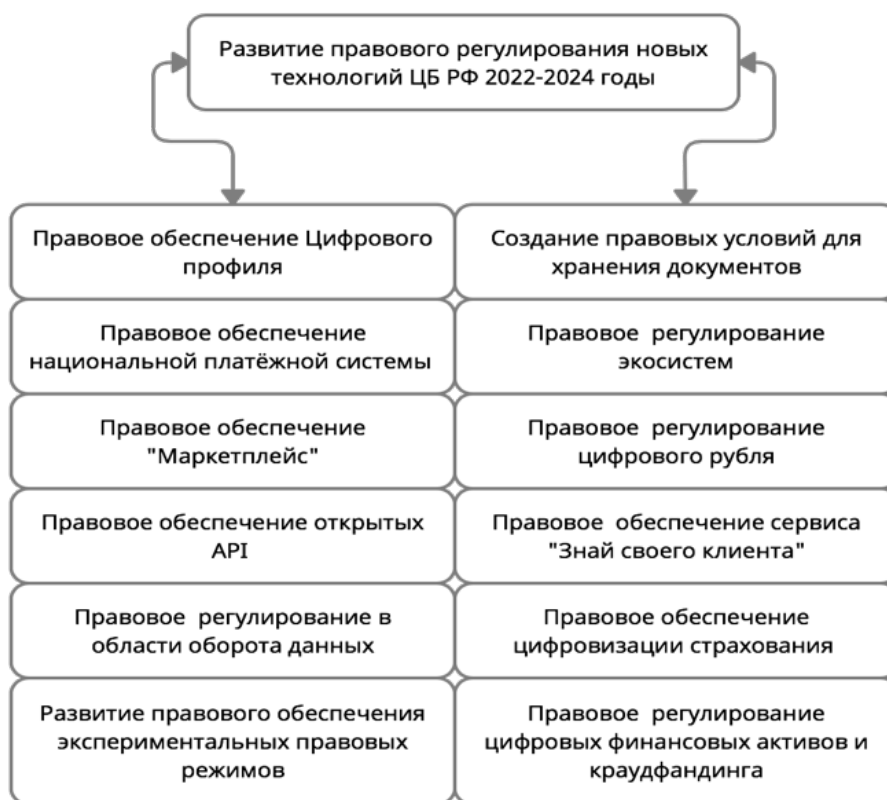 Развитие правового регулирования новых
технологий ЦБ РФ 2022-2024 годы
Правовое обеспечение Цифрового
профиля
Создание правовых условий для
хранения документов
Правовое обеспечение
национальной платёжной системы
Правовое регулирование
экосистем
Правовое обеспечение
"Маркетплейс"
Правовое регулирование
цифрового рубля
Правовое обеспечение открытых
API
Правовое обеспечение сервиса
"Знай своего клиента"
Правовое регулирование в
области оборота данных
Правовое обеспечение
цифровизации страхования
Развитие правового обеспечения
экспериментальных правовых
режимов
Правовое регулирование
цифровых финансовых активов и
краудфандинга